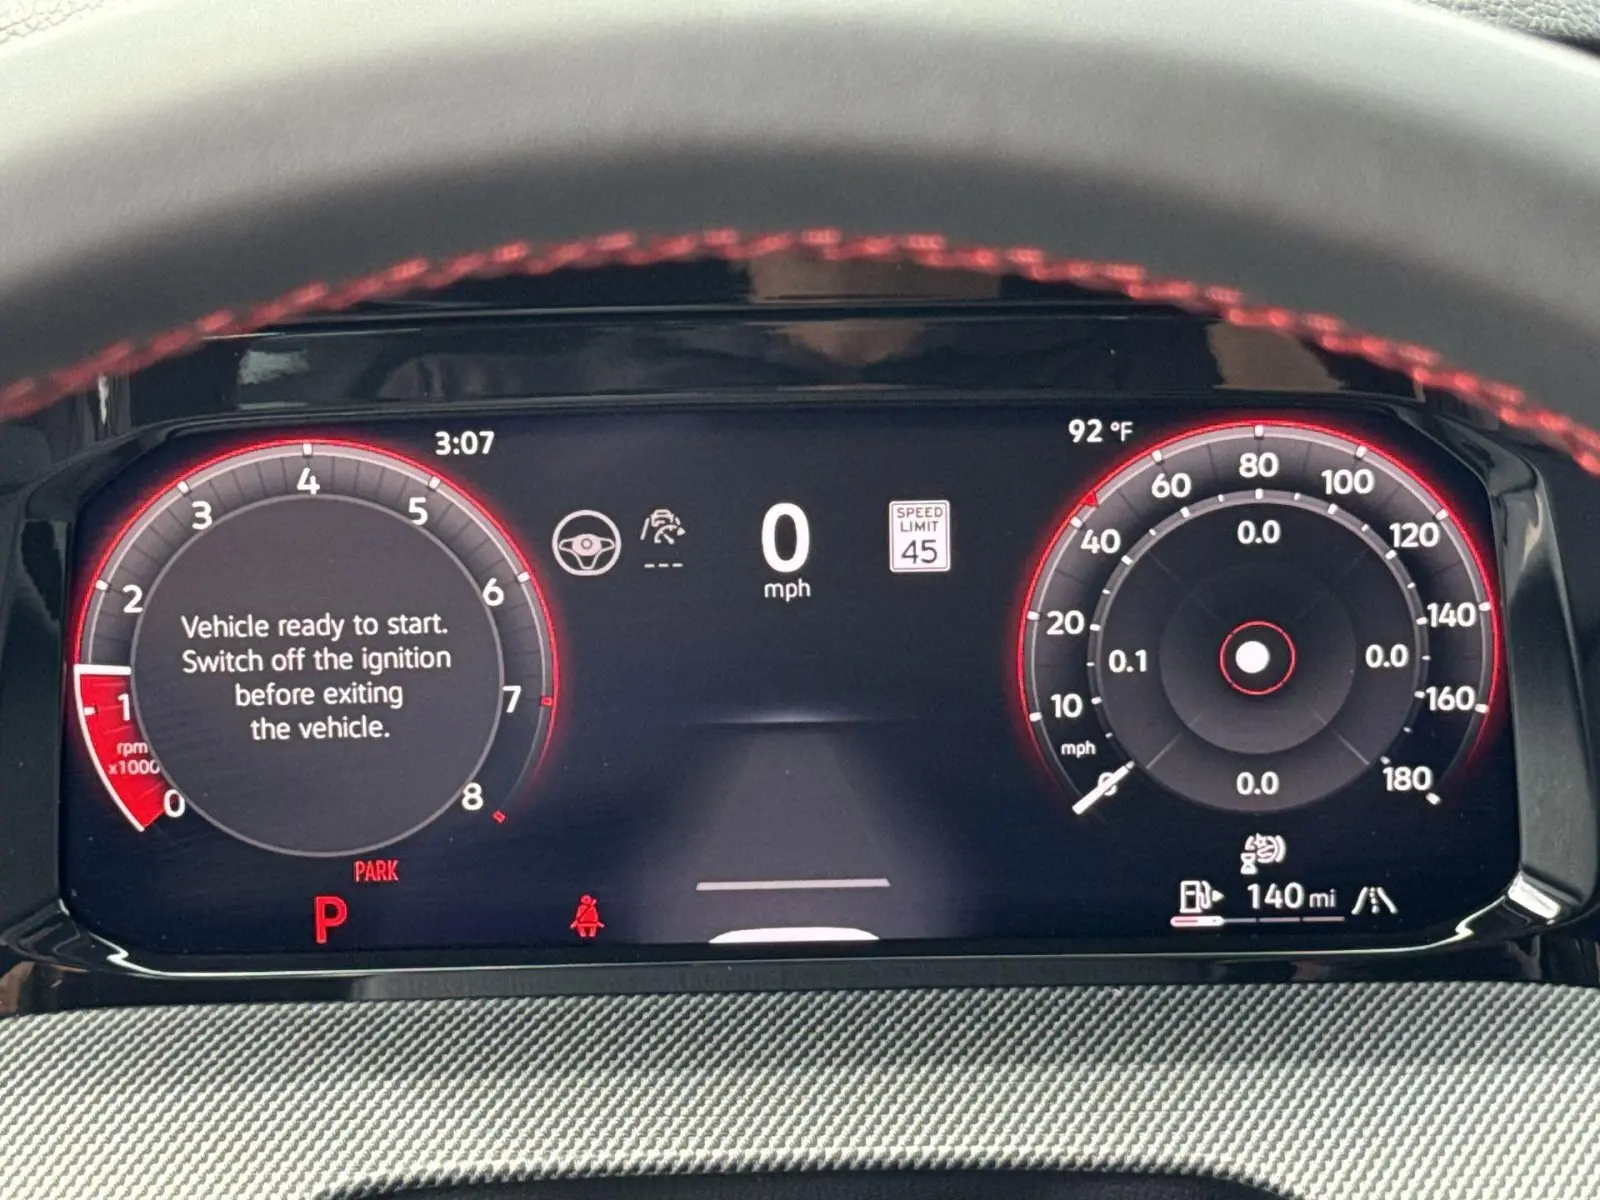 3:07
92 °F
4
3
5
2
6
1
7
rpm
x1000
0
8
Vehicle ready to start.
Switch off the ignition
before exiting
the vehicle.
PARK
P
0
mph
SPEED
LIMIT
45
80
60
100
40
120
20
140
10
160
mph
0
180
0.0
0.1
0.0
0.0
140 mi